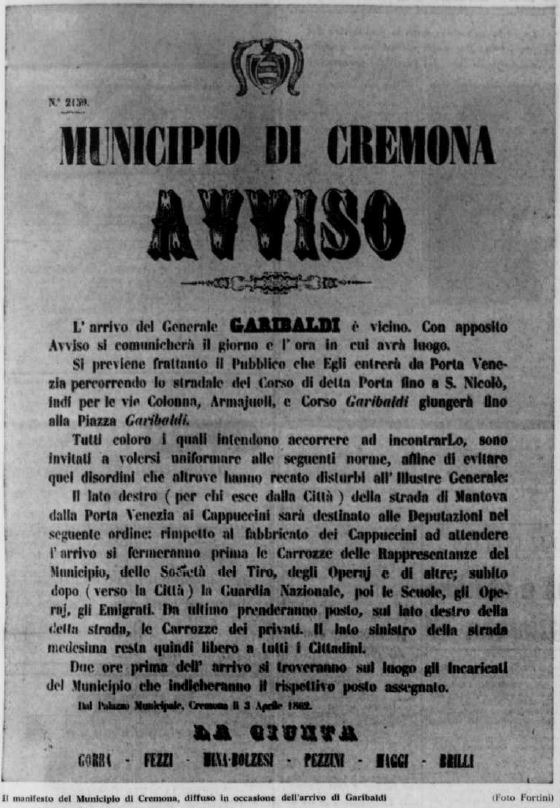 N.° 2159.
MUNICIPIO DI CREMONA
AVVISO
L' arrivo del Generale GARIBALDI è vicino. Con apposito
Avviso si comunicherà il giorno e l' ora in cui avrà luogo.
Si previene frattanto il Pubblico che Egli entrerà da Porta Vene-
zia percorrendo lo stradale del Corso di detta Porta fino a S. Nicolò,
indi per le vie Colonna, Armajuoli, e Corso Garibaldi giungerà fino
alla Piazza Garibaldi.
Tutti coloro i quali intendono accorrere ad incontrarLo, sono
invitati a volersi uniformare alle seguenti norme, affine di evitare
quei disordini che altrove hanno recato disturbi all' Illustre Generale:
Il lato destro ( per chi esce dalla Città ) della strada di Mantova
dalla Porta Venezia ai Cappuccini sarà destinato alle Deputazioni nel
seguente ordine: rimpetto al fabbricato dei Cappuccini ad attendere
l' arrivo si fermeranno prima le Carrozze delle Rappresentanze del
Municipio, delle Società del Tiro, degli Operaj e di altre; subito
dopo ( verso la Città ) la Guardia Nazionale, poi le Scuole, gli Ope-
raj, gli Emigrati. Da ultimo prenderanno posto, sul lato destro della
detta strada, le Carrozze dei privati. Il lato sinistro della strada
medesima resta quindi libero a tutti i Cittadini.
Due ore prima dell' arrivo si troveranno sul luogo gli Incaricati
del Municipio che indicheranno il rispettivo posto assegnato.
Dal Palazzo Municipale, Cremona li 3 Aprile 1862.
LA GIUNTA
GORRA - FEZZI - MINA-BOLZESI - PEZZINI - MAGGI - BRILLI
Il manifesto del Municipio di Cremona, diffuso in occasione dell'arrivo di Garibaldi (Foto Fortini)